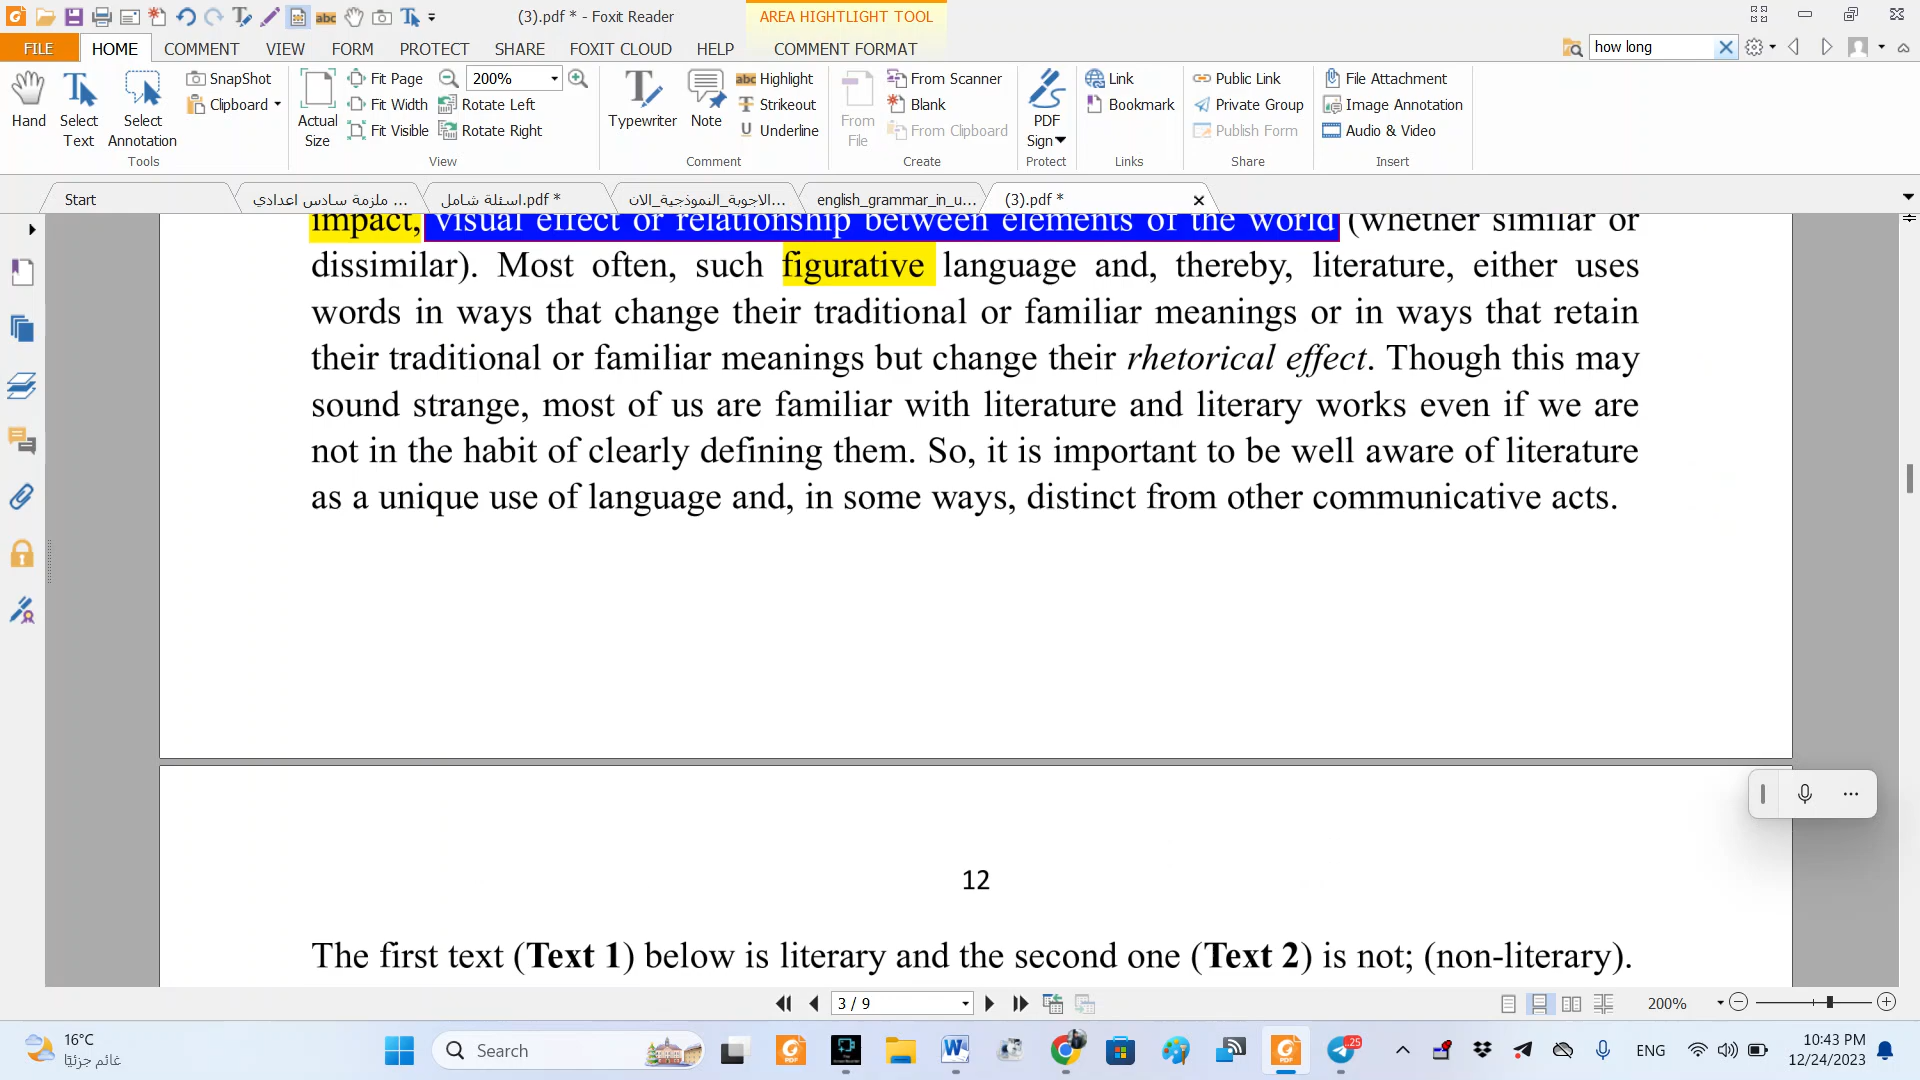 (3).pdf * - Foxit Reader
AREA HIGHTLIGHT TOOL
FILE HOME COMMENT VIEW FORM PROTECT SHARE FOXIT CLOUD HELP COMMENT FORMAT
how long
Hand
Select Text
Select Annotation
SnapShot
Clipboard
Tools
Actual Size
Fit Page
Fit Width
Fit Visible
200%
Rotate Left
Rotate Right
View
Typewriter
Note
abc Highlight
Strikeout
U Underline
Comment
From File
From Scanner
Blank
From Clipboard
Create
PDF Sign
Protect
Link
Bookmark
Links
Public Link
Private Group
Publish Form
Share
File Attachment
Image Annotation
Audio & Video
Insert
Start
ملزمة سادس اعدادي ...
اسئلة شامل.pdf *
الاجوبة_النموذجية_الان...
english_grammar_in_u...
(3).pdf *
impact, visual effect or relationship between elements of the world (whether similar or
dissimilar). Most often, such figurative language and, thereby, literature, either uses
words in ways that change their traditional or familiar meanings or in ways that retain
their traditional or familiar meanings but change their rhetorical effect. Though this may
sound strange, most of us are familiar with literature and literary works even if we are
not in the habit of clearly defining them. So, it is important to be well aware of literature
as a unique use of language and, in some ways, distinct from other communicative acts.
12
The first text (Text 1) below is literary and the second one (Text 2) is not; (non-literary).
3 / 9
200%
16°C
غائم جزئيًا
Search
.25
ENG
10:43 PM
12/24/2023